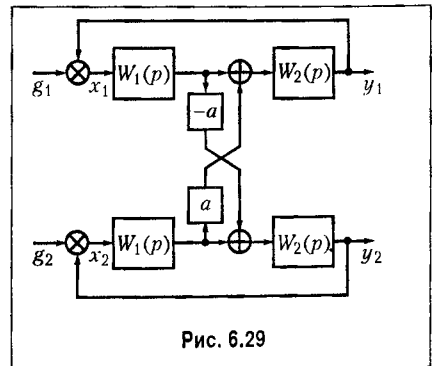 g₁ x₁ W₁(p) W₂(p) y₁
−a
a
g₂ x₂ W₁(p) W₂(p) y₂
Рис. 6.29